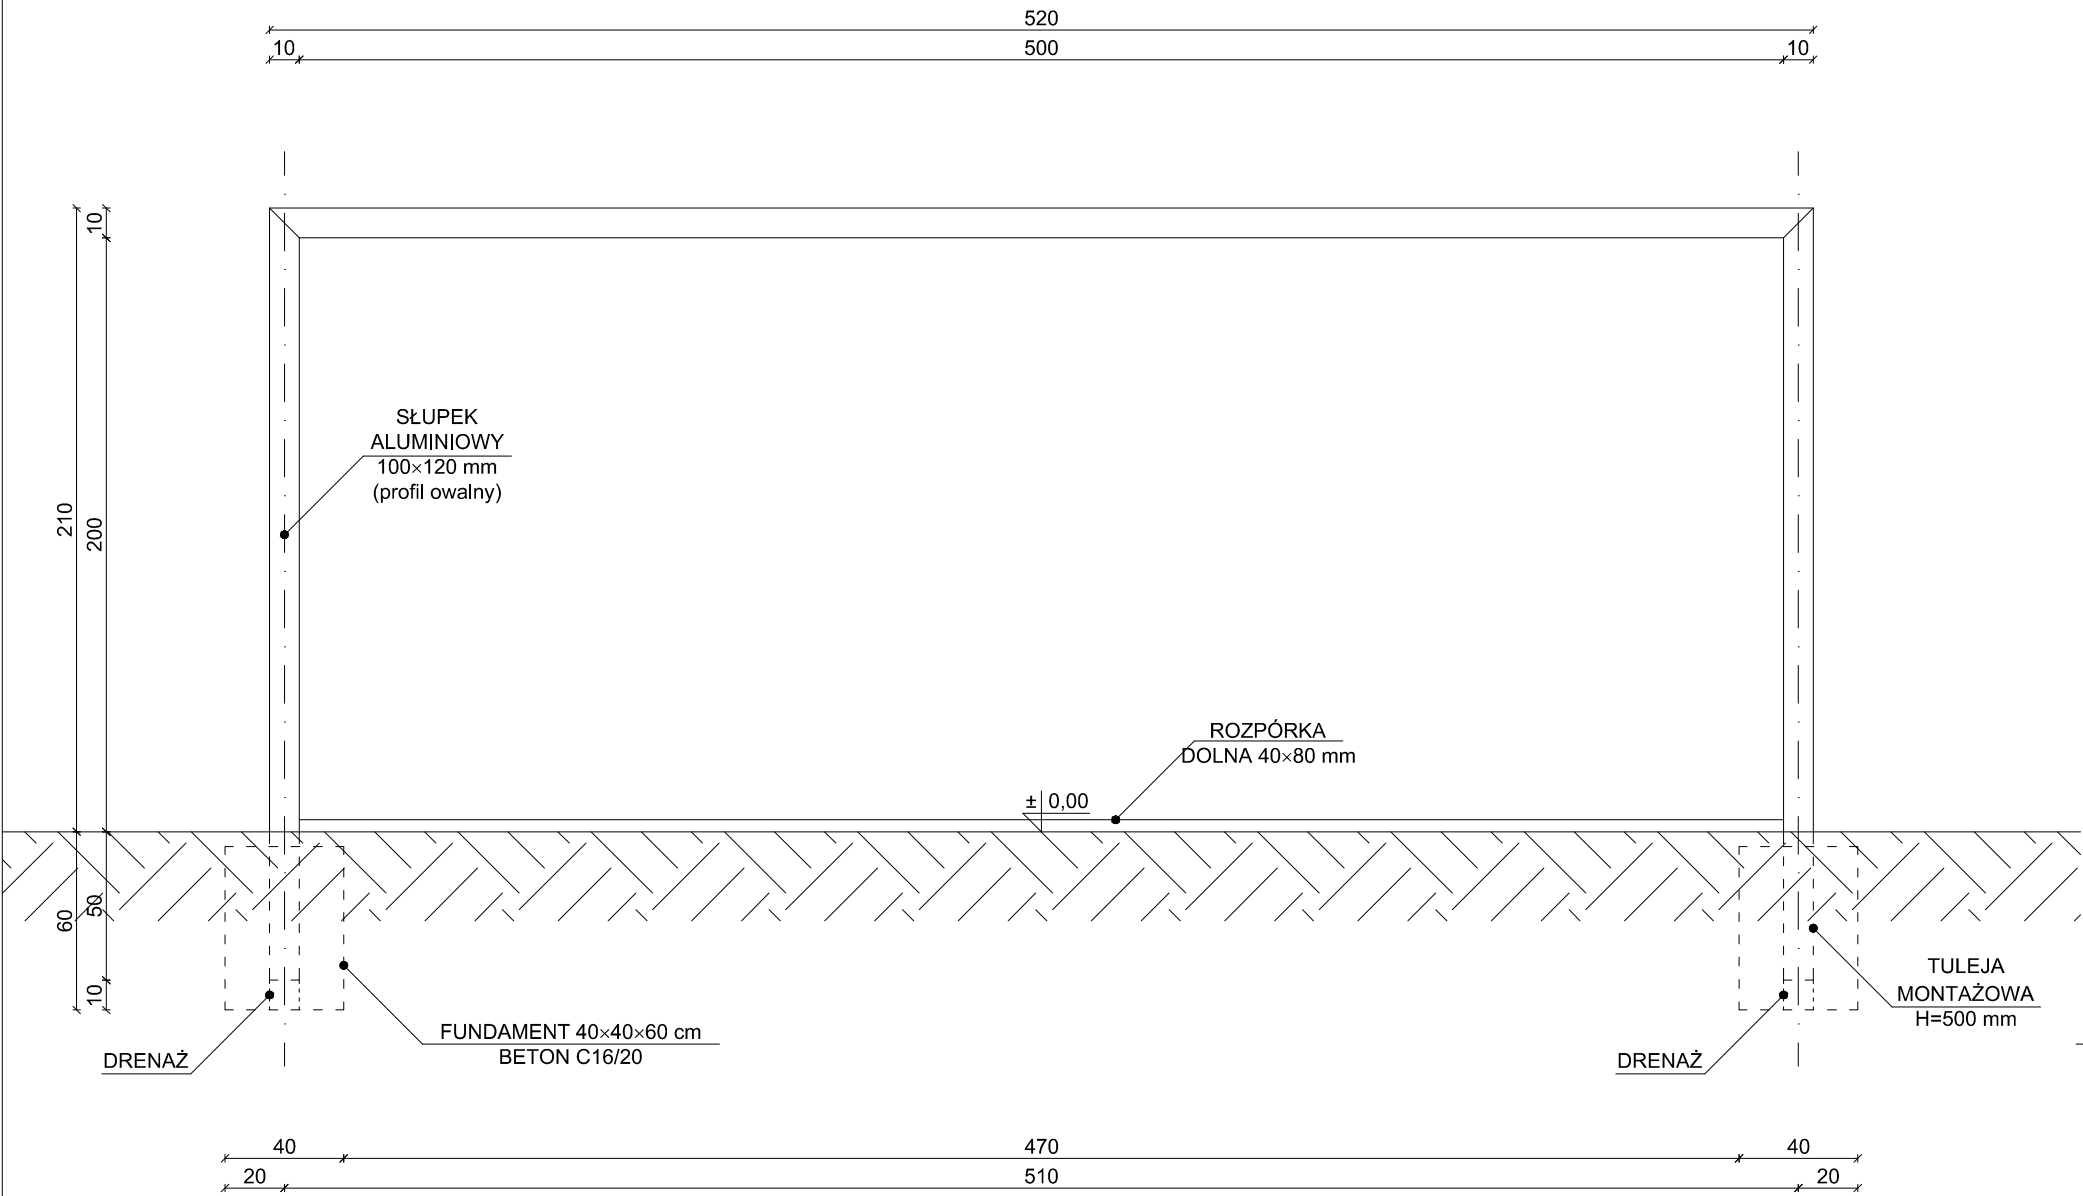 520
10 500 10
10
SŁUPEK
ALUMINIOWY
100×120 mm
(profil owalny)
210
200
ROZPÓRKA
DOLNA 40×80 mm
± 0,00
60
50
10
TULEJA
MONTAŻOWA
H=500 mm
FUNDAMENT 40×40×60 cm
BETON C16/20
DRENAŻ
DRENAŻ
40 470 40
20 510 20